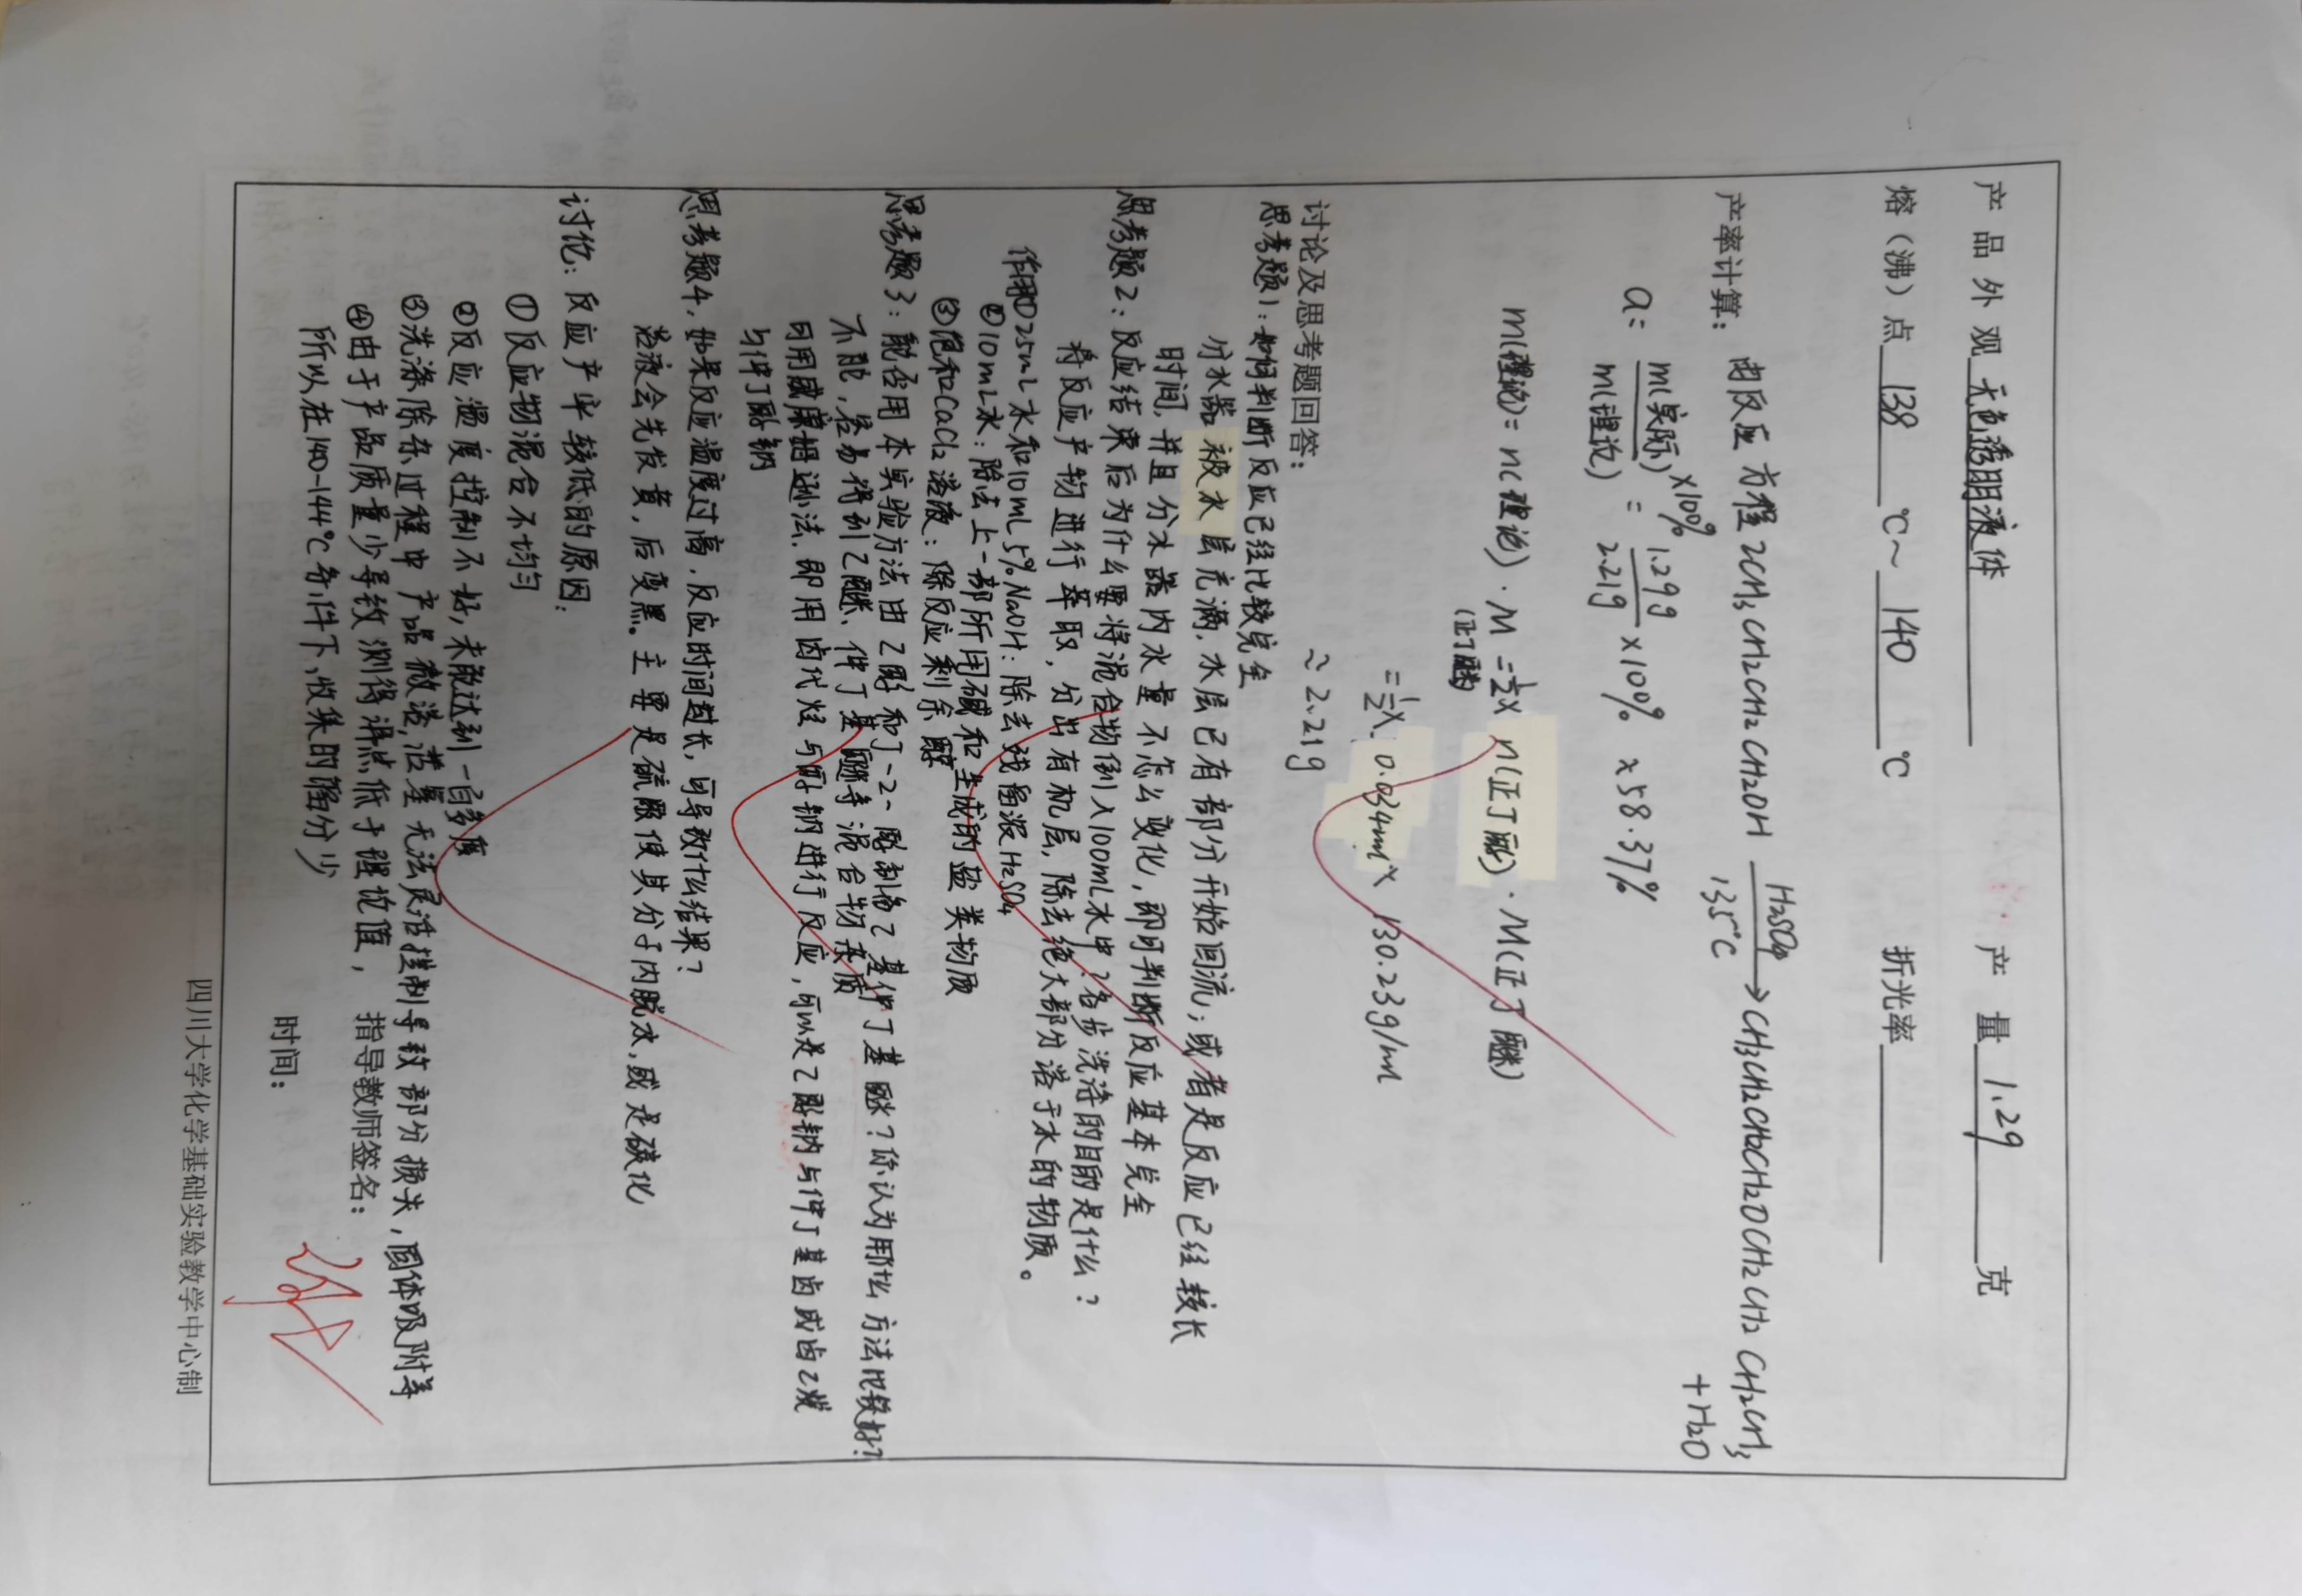 产品外观 无色透明液体 产量 1.29 克
熔（沸）点 138 ℃～ 140 ℃ 折光率
产率计算： 由反应方程 2CH3CH2CH2CH2CH2OH H2SO4 135℃ → CH3CH2CH2CH2CH2OCH2CH2CH2CH2CH3
+H2O
a= m(实际)/m(理论) ×100% = 1.29g/2.21g ×100% ≈58.37%
m(理论)= n(理论)·M(正丁醚) = 1/2× n(正丁醇)·M(正丁醚)
= 1/2× 0.034m× 130.23g/m
≈2.21g
讨论及思考题回答：
思考题1：如何判断反应已经比较完全
分水器被水层充满，水层已有部分开始回流；或者是反应已经较长
时间，并且分水器内水量不怎么变化，即可判断反应基本完全
思考题2：反应结束后为什么要将混合物倒入100mL水中？各步洗涤的目的是什么？
将反应产物进行萃取，分出有机层，除去绝大部分溶于水的物质。
作用①25mL水和10mL 5% NaOH：除去残留浓H2SO4
②10mL水：除去上一部所用碱和生成的盐类物质
③饱和CaCl2溶液：除反应剩余醇
思考题3：能否用本实验方法由乙醇和丁-2-醇制备乙基仲丁基醚？你认为用什么方法比较好？
不能，容易得到乙醚、仲丁基醚等混合物杂质
可用威廉姆逊法，即用卤代烃与醇钠进行反应，可以是乙醇钠与仲丁基卤或卤乙烷
与仲丁醇钠
思考题4，如果反应温度过高，反应时间过长，可导致什么结果？
溶液会先发黄，后变黑。主要是硫酸使其分子内脱水，或是碳化
讨论：反应产率较低的原因：
①反应物混合不均匀
②反应温度控制不好，未能达到一百多度
③洗涤除杂过程中产品微溶，活塞无法灵活控制导致部分损失，固体吸附等
④由于产品质量少导致测得沸点低于理论值，
所以在140~144℃条件下，收集的馏分少
指导教师签名：
时间：
四川大学化学基础实验教学中心制